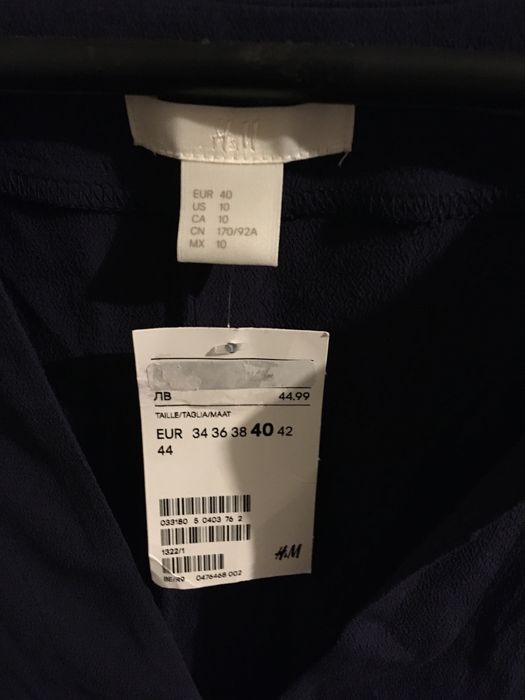 H&M
EUR 40
US 10
CA 10
CN 170/92A
MX 10
ЛВ 44.99
TAILLE/TAGLIA/MAAT
EUR 34 36 38 40 42
44
033180 5 0403 76 2
1322/1
H&M
0476468 002